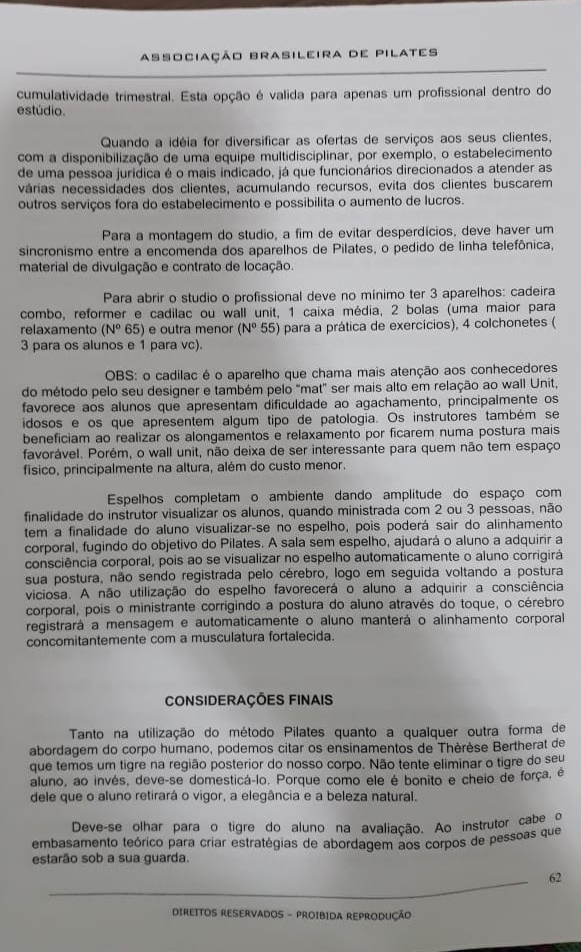 ASSOCIAÇÃO BRASILEIRA DE PILATES
cumulatividade trimestral. Esta opção é valida para apenas um profissional dentro do
estúdio.
Quando a idéia for diversificar as ofertas de serviços aos seus clientes,
com a disponibilização de uma equipe multidisciplinar, por exemplo, o estabelecimento
de uma pessoa juridica é o mais indicado, já que funcionários direcionados a atender as
várias necessidades dos clientes, acumulando recursos, evita dos clientes buscarem
outros serviços fora do estabelecimento e possibilita o aumento de lucros.
Para a montagem do studio, a fim de evitar desperdícios, deve haver um
sincronismo entre a encomenda dos aparelhos de Pilates, o pedido de linha telefônica,
material de divulgação e contrato de locação.
Para abrir o studio o profissional deve no mínimo ter 3 aparelhos: cadeira
combo, reformer e cadilac ou wall unit, 1 caixa média, 2 bolas (uma maior para
relaxamento (Nº 65) e outra menor (Nº 55) para a prática de exercícios), 4 colchonetes (
3 para os alunos e 1 para vc).
OBS: o cadilac é o aparelho que chama mais atenção aos conhecedores
do método pelo seu designer e também pelo "mat" ser mais alto em relação ao wall Unit,
favorece aos alunos que apresentam dificuldade ao agachamento, principalmente os
idosos e os que apresentem algum tipo de patologia. Os instrutores também se
beneficiam ao realizar os alongamentos e relaxamento por ficarem numa postura mais
favorável. Porém, o wall unit, não deixa de ser interessante para quem não tem espaço
fisico, principalmente na altura, além do custo menor.
Espelhos completam o ambiente dando amplitude do espaço com
finalidade do instrutor visualizar os alunos, quando ministrada com 2 ou 3 pessoas, não
tem a finalidade do aluno visualizar-se no espelho, pois poderá sair do alinhamento
corporal, fugindo do objetivo do Pilates. A sala sem espelho, ajudará o aluno a adquirir a
consciência corporal, pois ao se visualizar no espelho automaticamente o aluno corrigirá
sua postura, não sendo registrada pelo cérebro, logo em seguida voltando a postura
viciosa. A não utilização do espelho favorecerá o aluno a adquirir a consciência
corporal, pois o ministrante corrigindo a postura do aluno através do toque, o cérebro
registrará a mensagem e automaticamente o aluno manterá o alinhamento corporal
concomitantemente com a musculatura fortalecida.
CONSIDERAÇÕES FINAIS
Tanto na utilização do método Pilates quanto a qualquer outra forma de
abordagem do corpo humano, podemos citar os ensinamentos de Thèrèse Bertherat de
que temos um tigre na região posterior do nosso corpo. Não tente eliminar o tigre do seu
aluno, ao invés, deve-se domesticá-lo. Porque como ele é bonito e cheio de força, é
dele que o aluno retirará o vigor, a elegância e a beleza natural.
Deve-se olhar para o tigre do aluno na avaliação. Ao instrutor cabe o
embasamento teórico para criar estratégias de abordagem aos corpos de pessoas que
estarão sob a sua guarda.
62
DIREITOS RESERVADOS – PROIBIDA REPRODUÇÃO